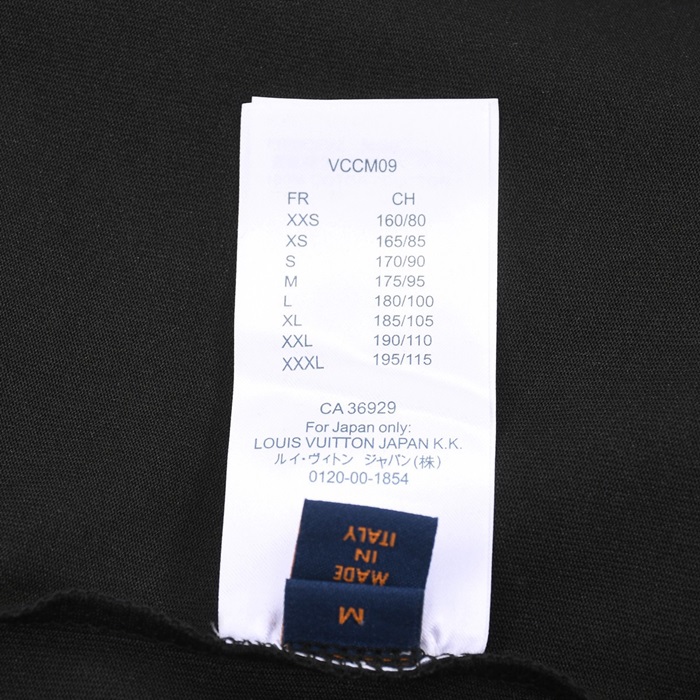 VCCM09
FR CH
XXS 160/80
XS 165/85
S 170/90
M 175/95
L 180/100
XL 185/105
XXL 190/110
XXXL 195/115
CA 36929
For Japan only:
LOUIS VUITTON JAPAN K.K.
ルイ・ヴィトン ジャパン(株)
0120-00-1854
MADE
IN
ITALY
M